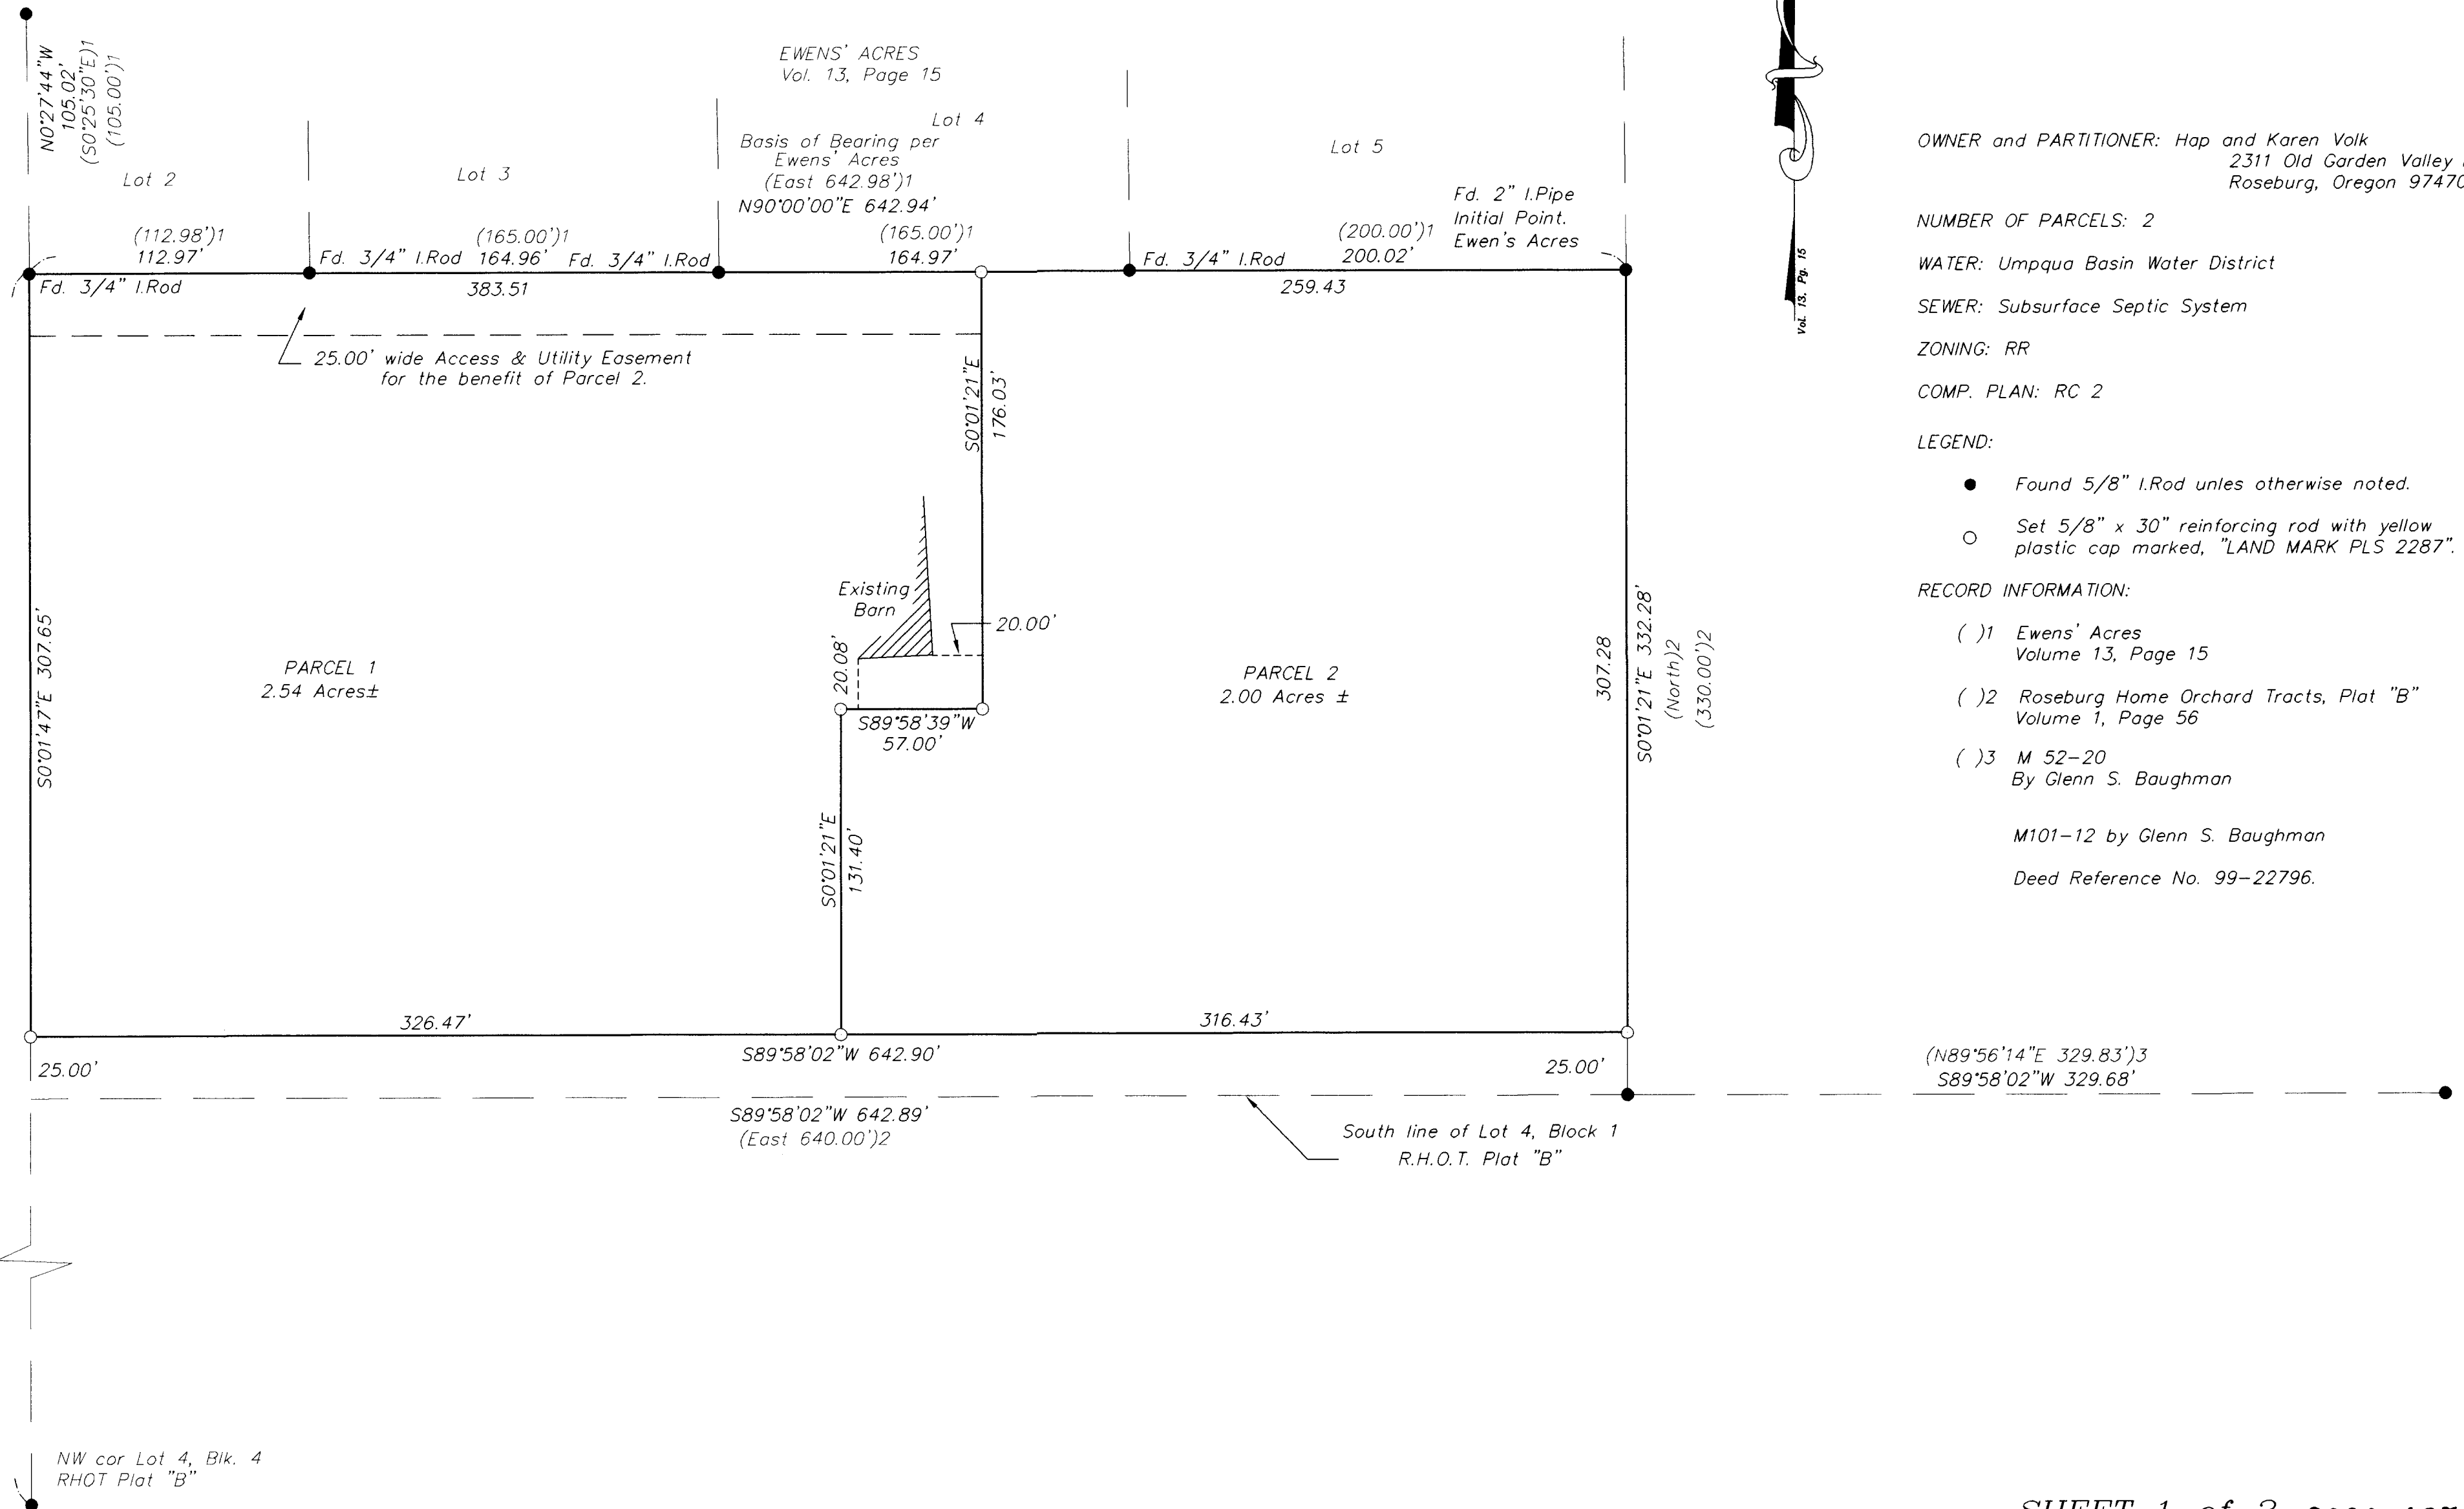 N0°27'44"W
105.02'
(S0°25'30"E)1
(105.00')1
EWENS' ACRES
Vol. 13, Page 15
Lot 2
Lot 3
Lot 4
Lot 5
Basis of Bearing per
Ewens' Acres
(East 642.98')1
N90°00'00"E 642.94'
Fd. 2" I.Pipe
Initial Point.
Ewen's Acres
(112.98')1
112.97'
(165.00')1
164.96'
(165.00')1
164.97'
(200.00')1
200.02'
Fd. 3/4" I.Rod
Fd. 3/4" I.Rod
Fd. 3/4" I.Rod
Fd. 3/4" I.Rod
383.51
259.43
25.00' wide Access & Utility Easement
for the benefit of Parcel 2.
S0°01'21"E
176.03'
Existing
Barn
20.00'
20.08'
S89°58'39"W
57.00'
S0°01'47"E 307.65'
PARCEL 1
2.54 Acres±
PARCEL 2
2.00 Acres ±
307.28
S0°01'21"E 332.28'
(North)2
(330.00')2
S0°01'21"E
131.40'
326.47'
316.43'
S89°58'02"W 642.90'
25.00'
25.00'
S89°58'02"W 642.89'
(East 640.00')2
South line of Lot 4, Block 1
R.H.O.T. Plat "B"
(N89°56'14"E 329.83')3
S89°58'02"W 329.68'
NW cor Lot 4, Blk. 4
RHOT Plat "B"
Vol. 13, Pg. 15
OWNER and PARTITIONER: Hap and Karen Volk
2311 Old Garden Valley
Roseburg, Oregon 97470
NUMBER OF PARCELS: 2
WATER: Umpqua Basin Water District
SEWER: Subsurface Septic System
ZONING: RR
COMP. PLAN: RC 2
LEGEND:
Found 5/8" I.Rod unles otherwise noted.
Set 5/8" x 30" reinforcing rod with yellow
plastic cap marked, "LAND MARK PLS 2287".
RECORD INFORMATION:
( )1 Ewens' Acres
Volume 13, Page 15
( )2 Roseburg Home Orchard Tracts, Plat "B"
Volume 1, Page 56
( )3 M 52-20
By Glenn S. Baughman
M101-12 by Glenn S. Baughman
Deed Reference No. 99-22796.
SHEET 1 of 2